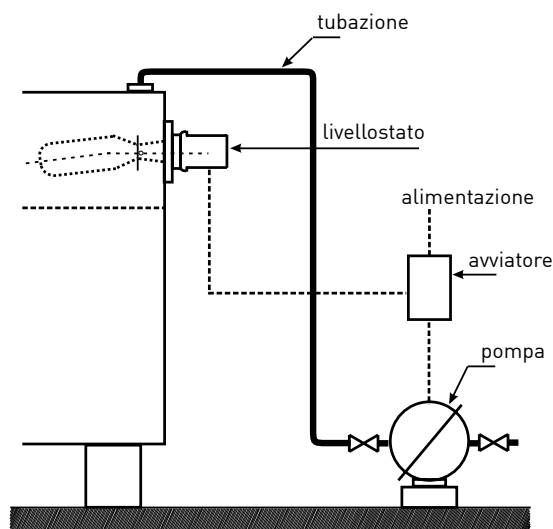 tubazione
livellostato
alimentazione
avviatore
pompa